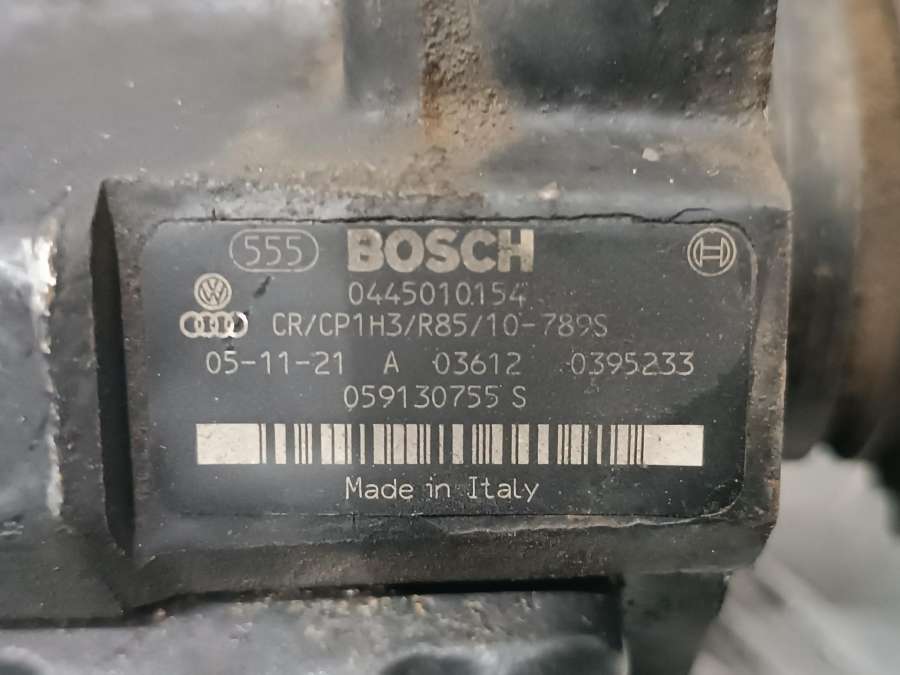 555 BOSCH
0445010154
CR/CP1H3/R85/10-789S
05-11-21 A 03612 0395233
059130755 S
Made in Italy